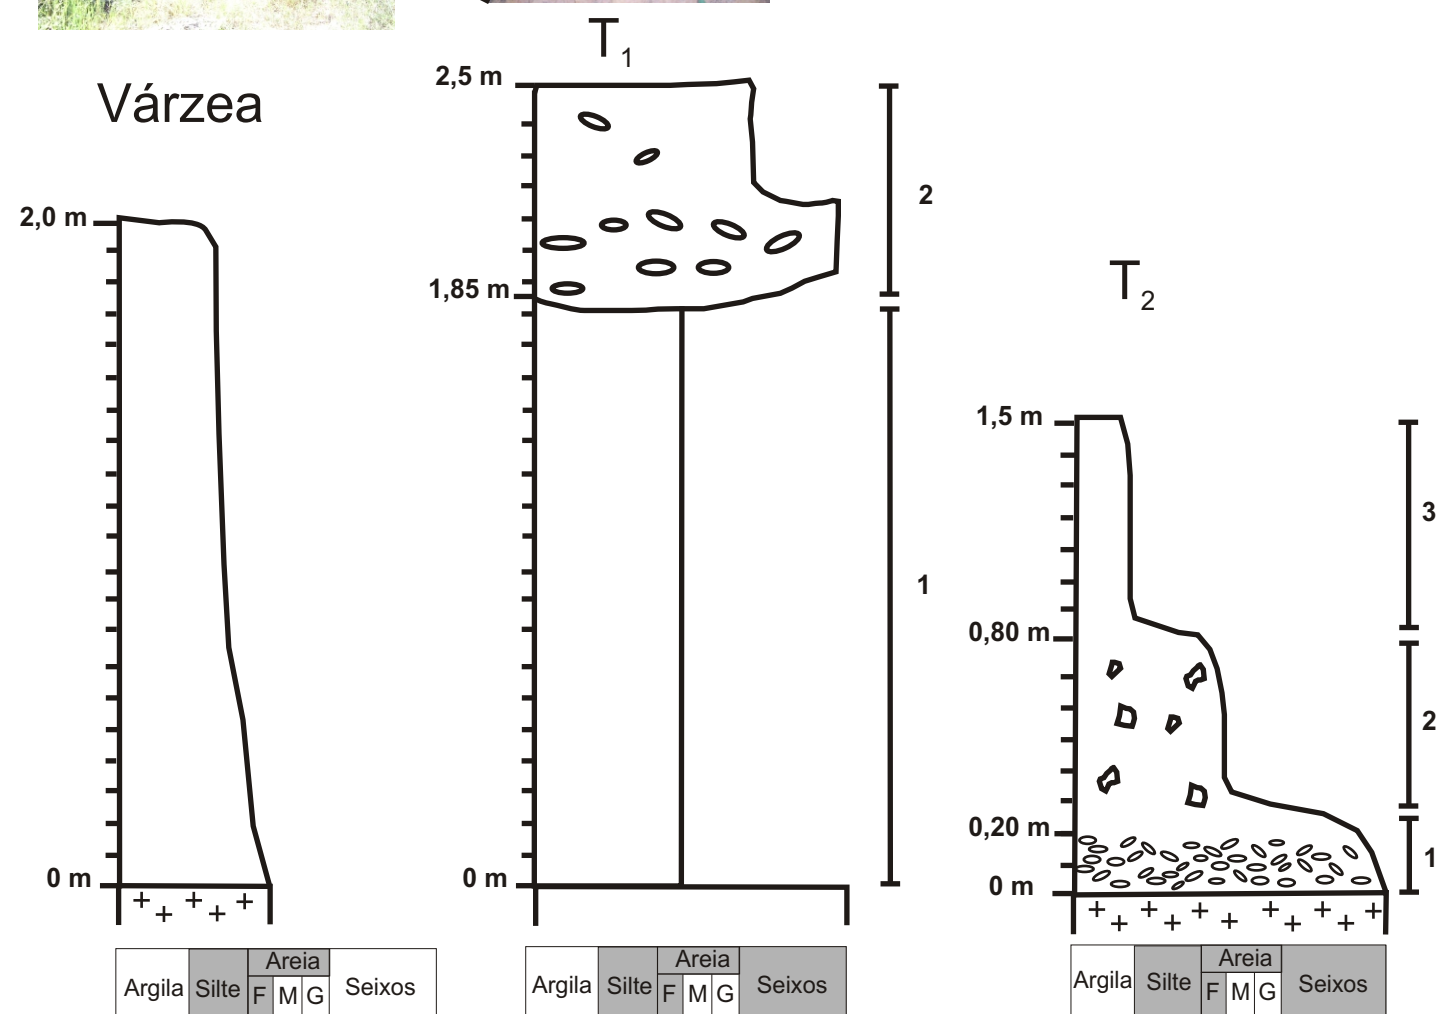 Várzea
2,0 m
0 m
+ + + + +
Argila Silte Areia Seixos
F M G
T1
2,5 m
1,85 m
0 m
2
1
Argila Silte Areia Seixos
F M G
T2
1,5 m
0,80 m
0,20 m
0 m
3
2
1
+ + + + + + + + + + +
Argila Silte Areia Seixos
F M G